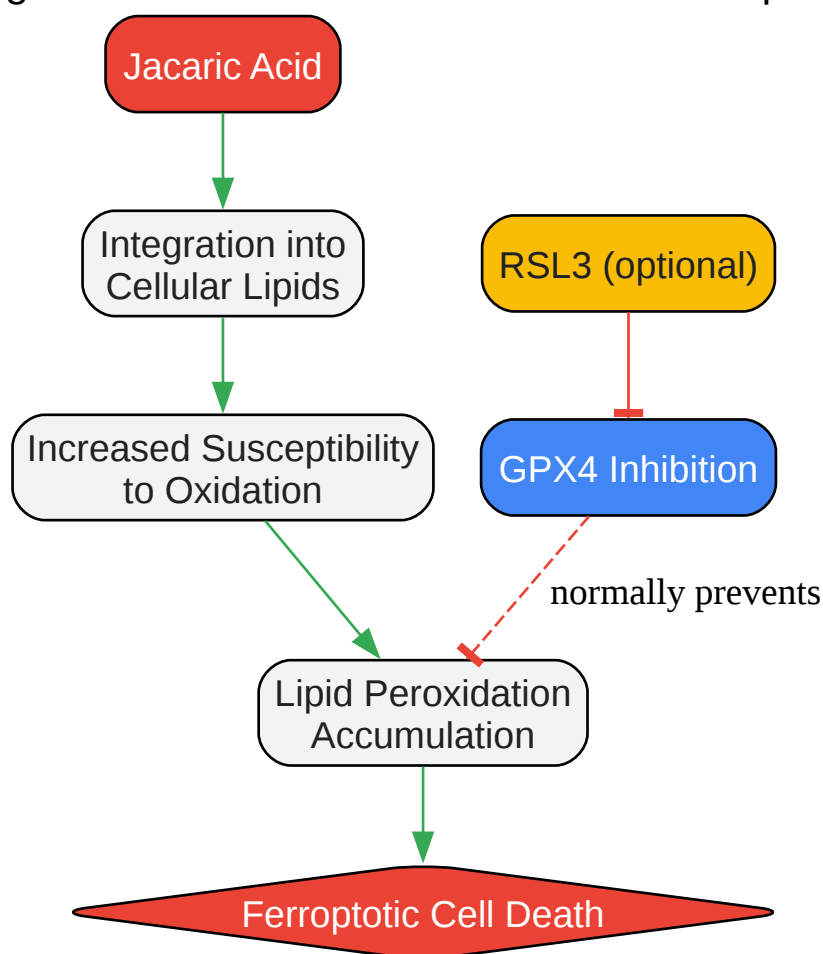 Jacaric Acid
Integration into
Cellular Lipids
RSL3 (optional)
Increased Susceptibility
to Oxidation
GPX4 Inhibition
normally prevents
Lipid Peroxidation
Accumulation
Ferroptotic Cell Death